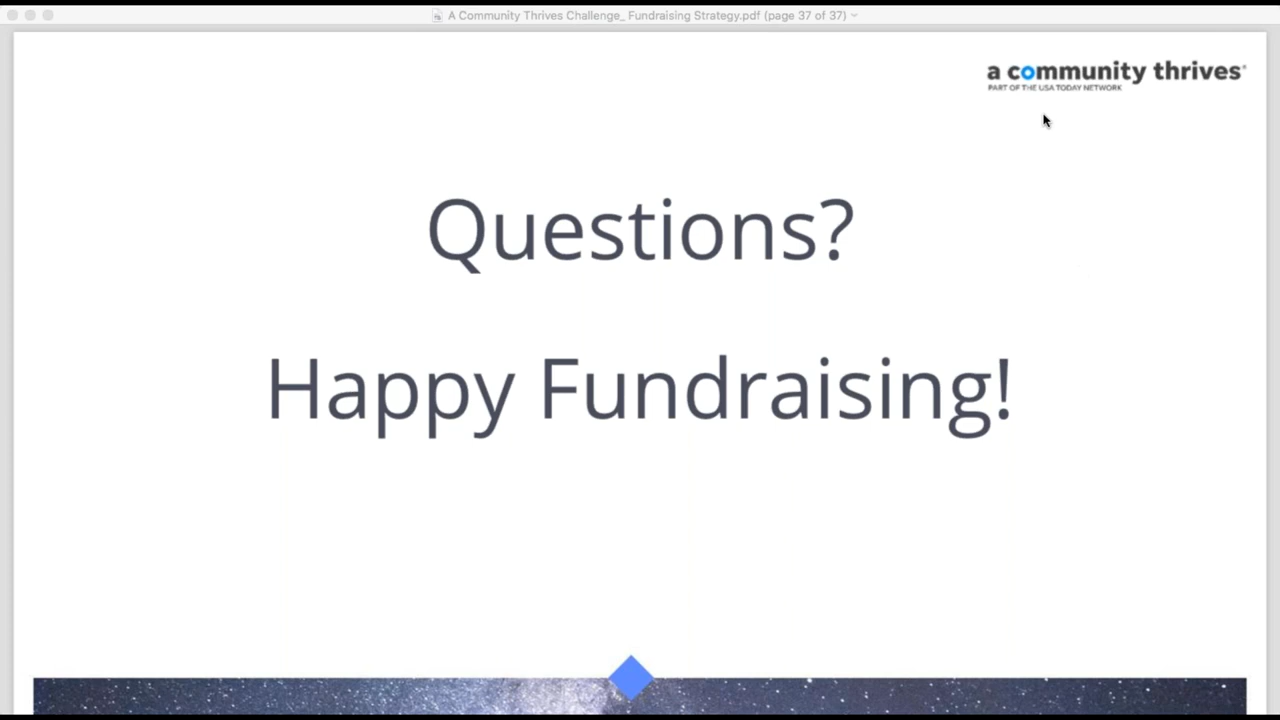 A Community Thrives Challenge_ Fundraising Strategy.pdf (page 37 of 37)
a community thrives
PART OF THE USA TODAY NETWORK
Questions?
Happy Fundraising!